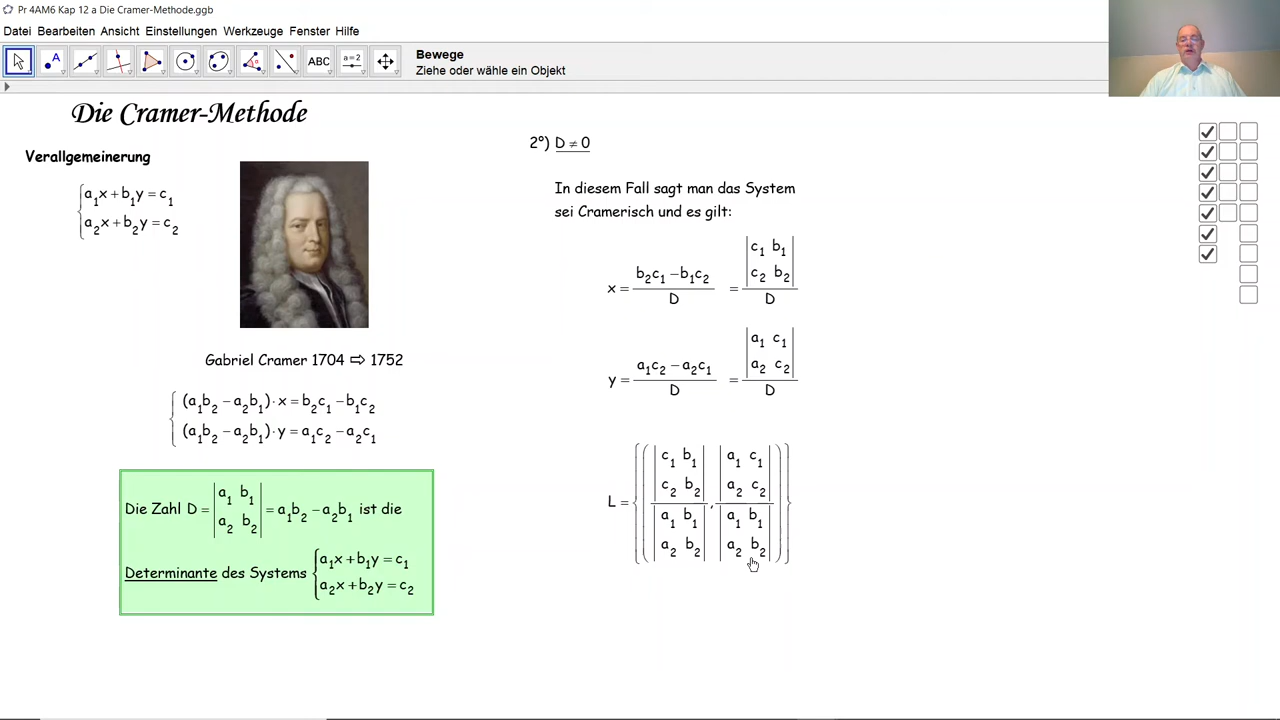 Pr 4AM6 Kap 12 a Die Cramer-Methode.ggb
Datei Bearbeiten Ansicht Einstellungen Werkzeuge Fenster Hilfe
A
ABC
a=2
Bewege
Ziehe oder wähle ein Objekt
Die Cramer-Methode
Verallgemeinerung
a₁x+b₁y=c₁
a₂x+b₂y=c₂
Gabriel Cramer 1704 ⇨ 1752
(a₁b₂−a₂b₁)·x=b₂c₁−b₁c₂
(a₁b₂−a₂b₁)·y=a₁c₂−a₂c₁
a₁ b₁
Die Zahl D= =a₁b₂−a₂b₁ ist die
a₂ b₂
a₁x+b₁y=c₁
Determinante des Systems
a₂x+b₂y=c₂
2°) D≠0
In diesem Fall sagt man das System
sei Cramerisch und es gilt:
c₁ b₁
b₂c₁−b₁c₂ c₂ b₂
x= =
D D
a₁ c₁
a₁c₂−a₂c₁ a₂ c₂
y= =
D D
c₁ b₁ a₁ c₁
c₂ b₂ a₂ c₂
L={( , )}
a₁ b₁ a₁ b₁
a₂ b₂ a₂ b₂